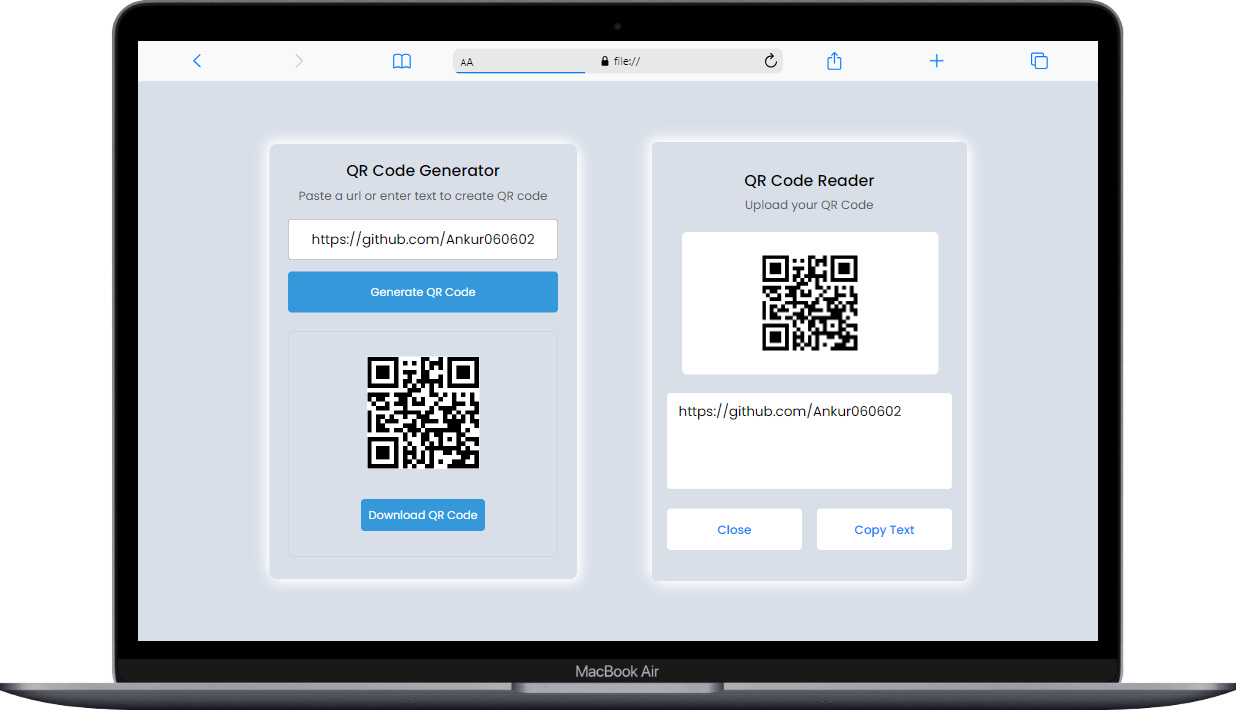 AA
file://
QR Code Generator
Paste a url or enter text to create QR code
https://github.com/Ankur060602
Generate QR Code
Download QR Code
QR Code Reader
Upload your QR Code
https://github.com/Ankur060602
Close
Copy Text
MacBook Air